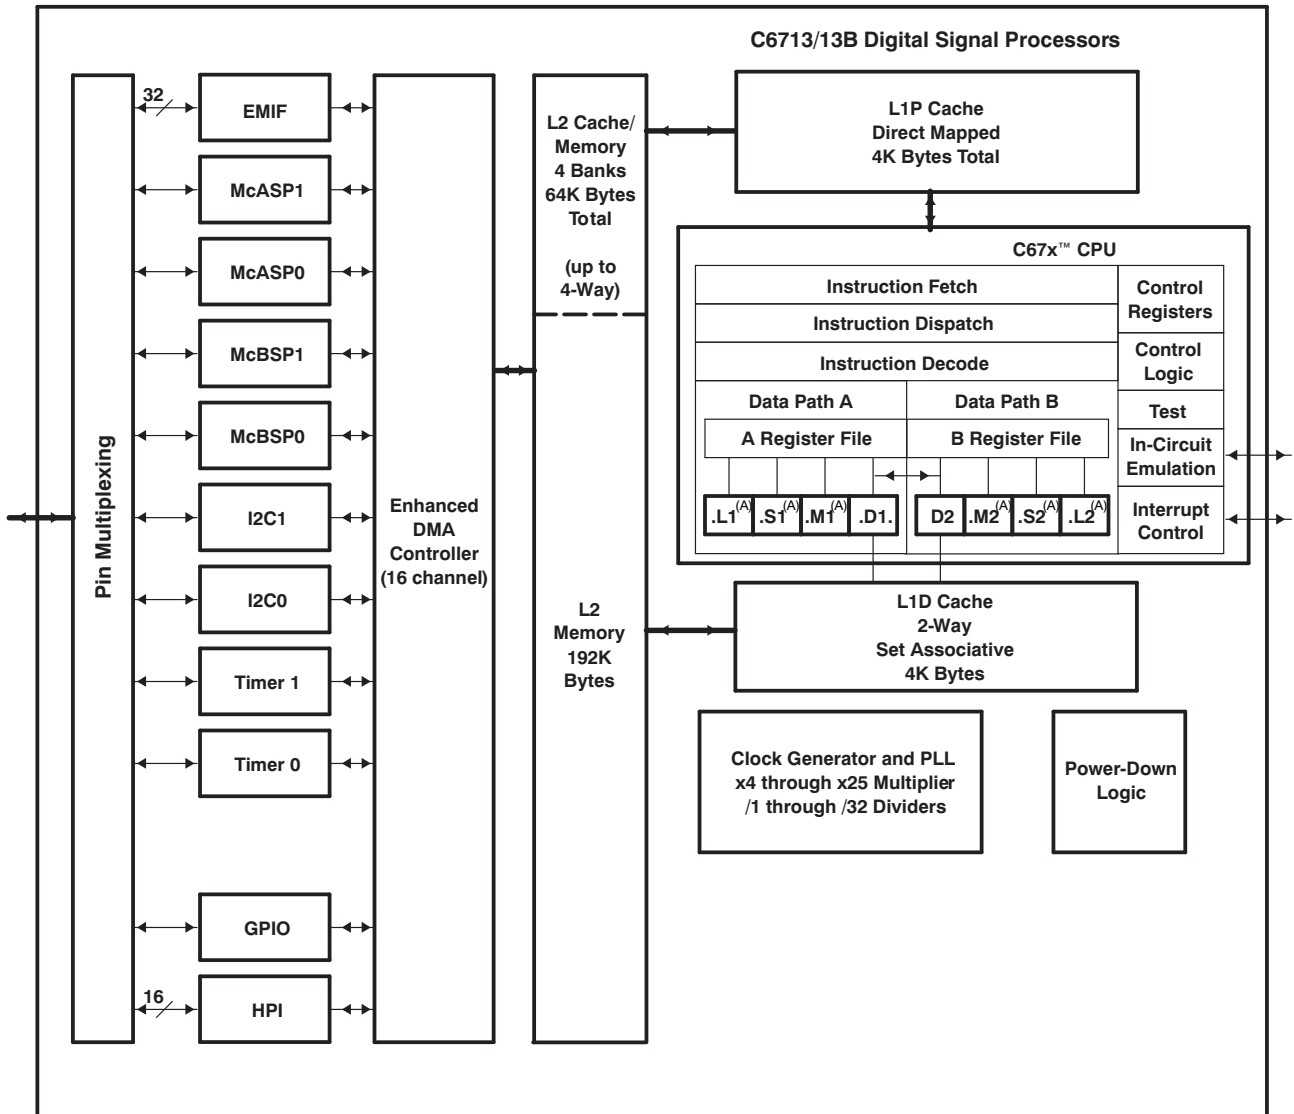 C6713/13B Digital Signal Processors
32
EMIF
McASP1
McASP0
McBSP1
McBSP0
I2C1
I2C0
Timer 1
Timer 0
GPIO
16
HPI
Pin Multiplexing
Enhanced
DMA
Controller
(16 channel)
L2 Cache/
Memory
4 Banks
64K Bytes
Total
(up to
4-Way)
L2
Memory
192K
Bytes
L1P Cache
Direct Mapped
4K Bytes Total
C67x™ CPU
Instruction Fetch
Instruction Dispatch
Instruction Decode
Data Path A
Data Path B
A Register File
B Register File
.L1(A)
.S1(A)
.M1(A)
.D1.
D2
.M2(A)
.S2(A)
.L2(A)
Control
Registers
Control
Logic
Test
In-Circuit
Emulation
Interrupt
Control
L1D Cache
2-Way
Set Associative
4K Bytes
Clock Generator and PLL
x4 through x25 Multiplier
/1 through /32 Dividers
Power-Down
Logic